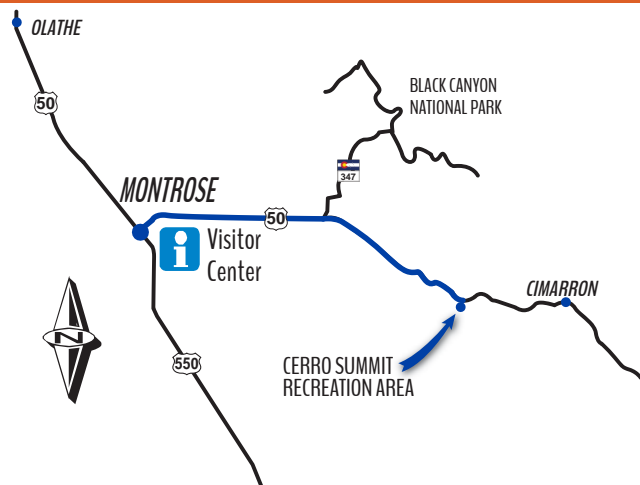 OLATHE
50
BLACK CANYON
NATIONAL PARK
347
MONTROSE
50
Visitor
Center
CIMARRON
N
550
CERRO SUMMIT
RECREATION AREA